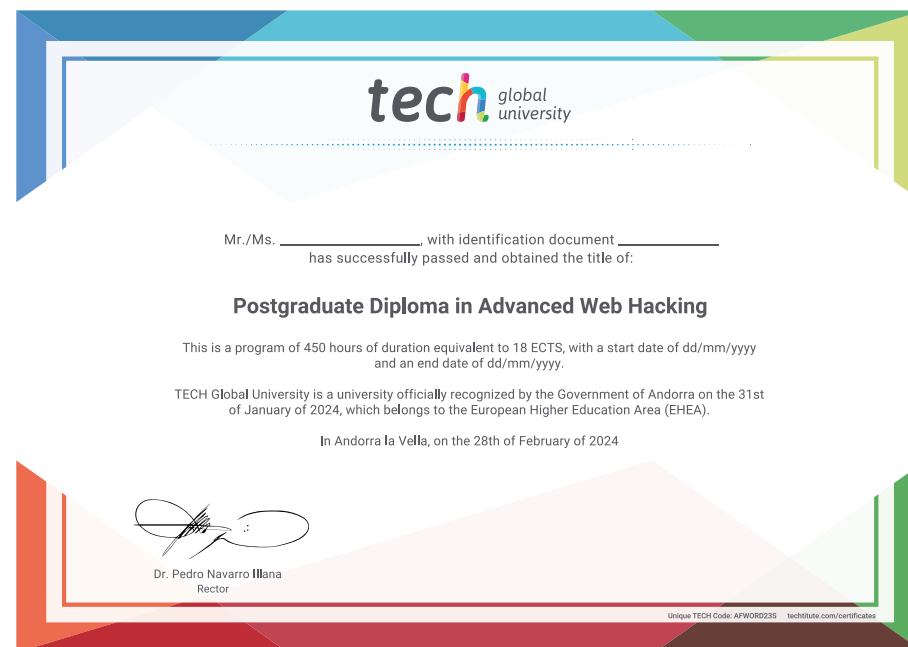 tech global university
Mr./Ms. ____________________, with identification document ______________
has successfully passed and obtained the title of:
Postgraduate Diploma in Advanced Web Hacking
This is a program of 450 hours of duration equivalent to 18 ECTS, with a start date of dd/mm/yyyy
and an end date of dd/mm/yyyy.
TECH Global University is a university officially recognized by the Government of Andorra on the 31st
of January of 2024, which belongs to the European Higher Education Area (EHEA).
In Andorra la Vella, on the 28th of February of 2024
Dr. Pedro Navarro Illana
Rector
Unique TECH Code: AFWORD23S techtitute.com/certificates